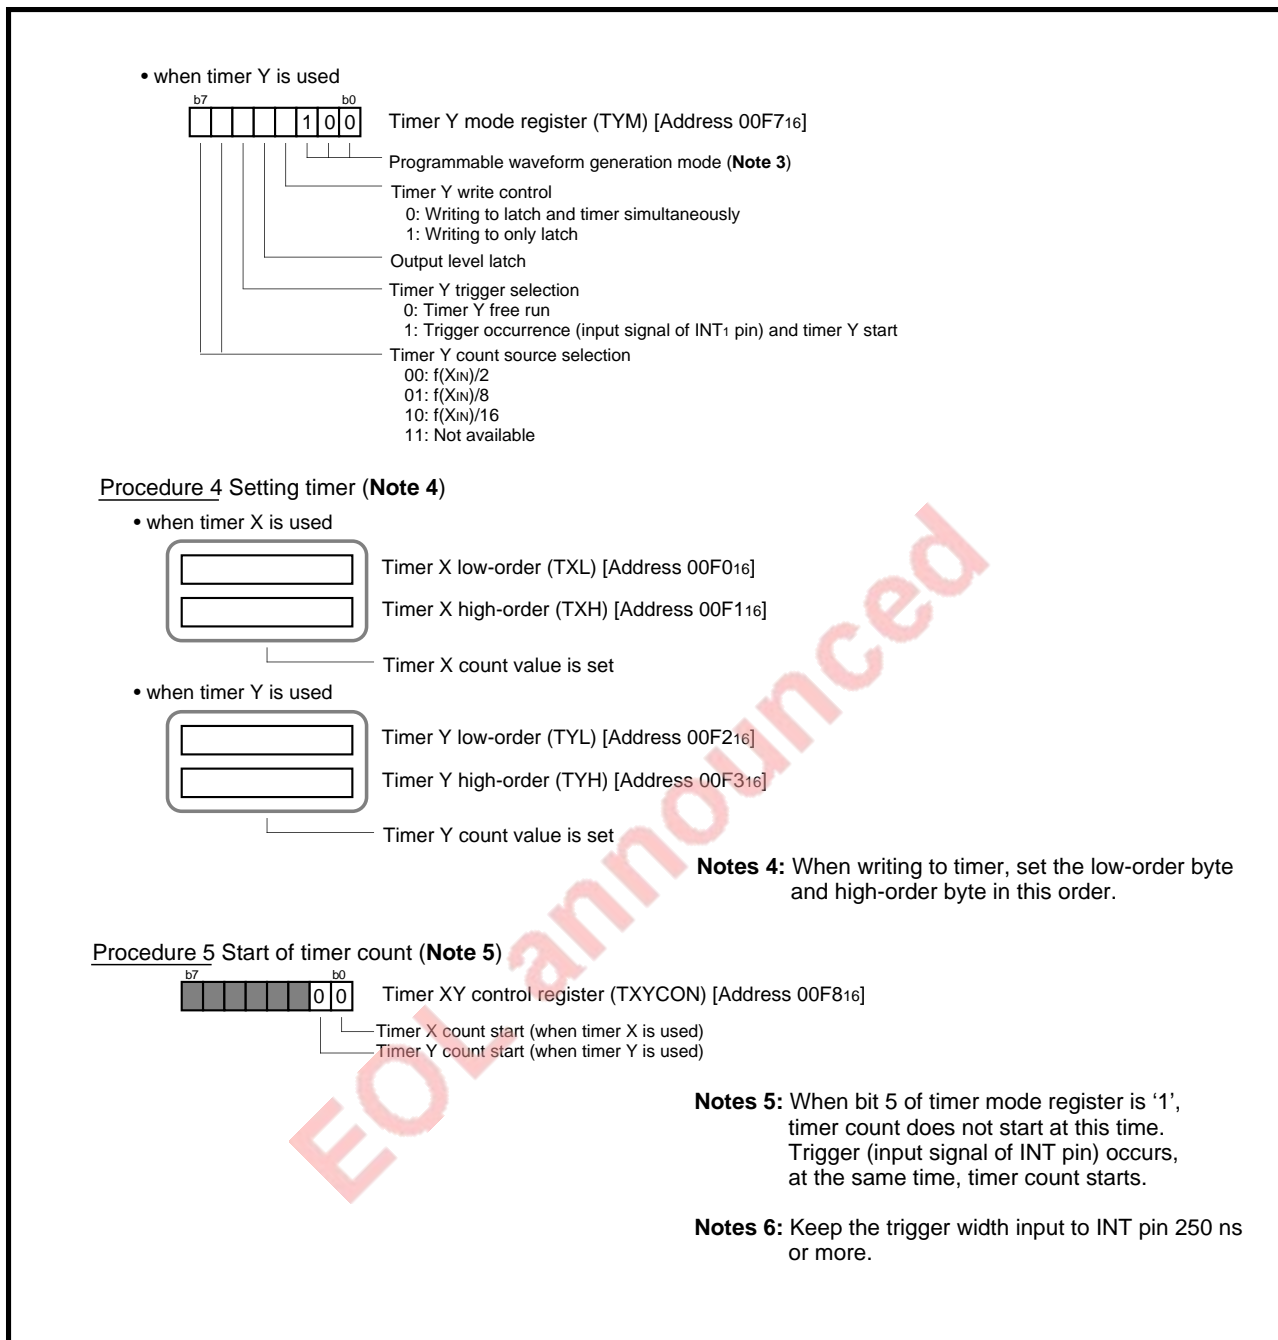 • when timer Y is used
b7 b0
1 0 0 Timer Y mode register (TYM) [Address 00F716]
Programmable waveform generation mode (Note 3)
Timer Y write control
0: Writing to latch and timer simultaneously
1: Writing to only latch
Output level latch
Timer Y trigger selection
0: Timer Y free run
1: Trigger occurrence (input signal of INT1 pin) and timer Y start
Timer Y count source selection
00: f(XIN)/2
01: f(XIN)/8
10: f(XIN)/16
11: Not available
Procedure 4 Setting timer (Note 4)
• when timer X is used
Timer X low-order (TXL) [Address 00F016]
Timer X high-order (TXH) [Address 00F116]
Timer X count value is set
• when timer Y is used
Timer Y low-order (TYL) [Address 00F216]
Timer Y high-order (TYH) [Address 00F316]
Timer Y count value is set
Notes 4: When writing to timer, set the low-order byte
and high-order byte in this order.
Procedure 5 Start of timer count (Note 5)
b7 b0
0 0 Timer XY control register (TXYCON) [Address 00F816]
Timer X count start (when timer X is used)
Timer Y count start (when timer Y is used)
Notes 5: When bit 5 of timer mode register is ‘1’,
timer count does not start at this time.
Trigger (input signal of INT pin) occurs,
at the same time, timer count starts.
Notes 6: Keep the trigger width input to INT pin 250 ns
or more.
EOL announced